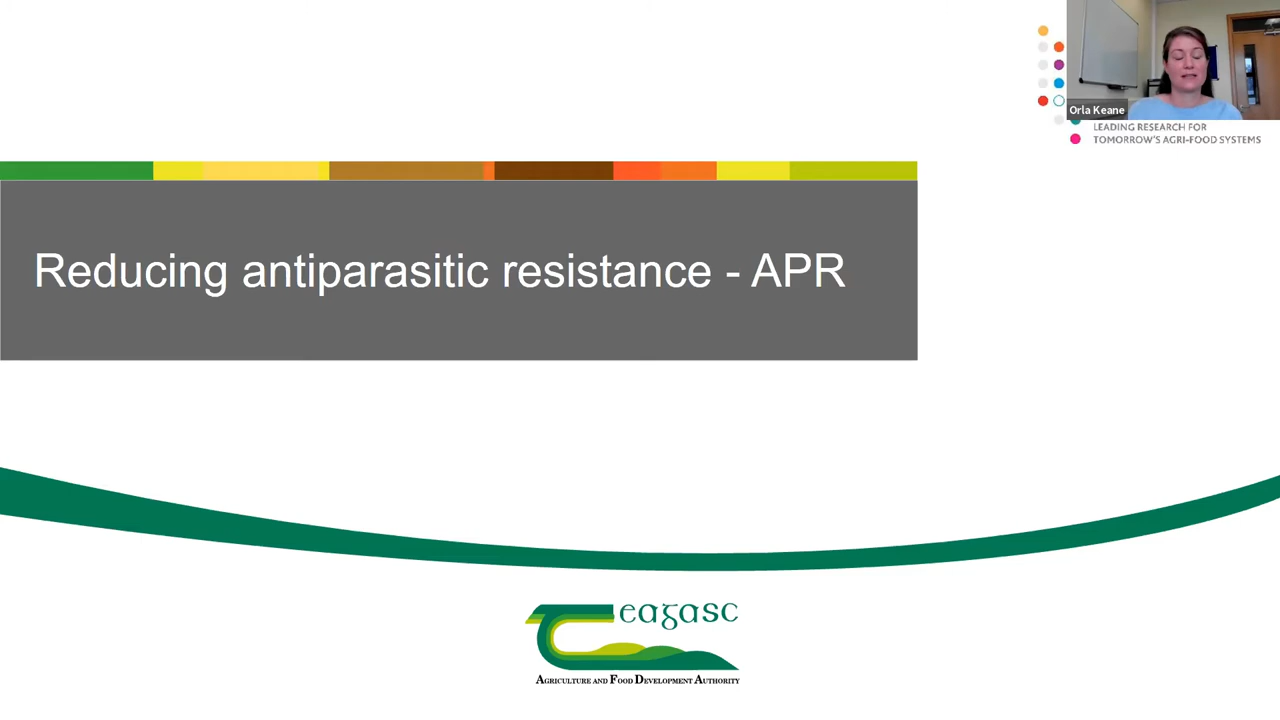 Orla Keane
LEADING RESEARCH FOR
TOMORROW'S AGRI-FOOD SYSTEMS
Reducing antiparasitic resistance - APR
eagasc
AGRICULTURE AND FOOD DEVELOPMENT AUTHORITY